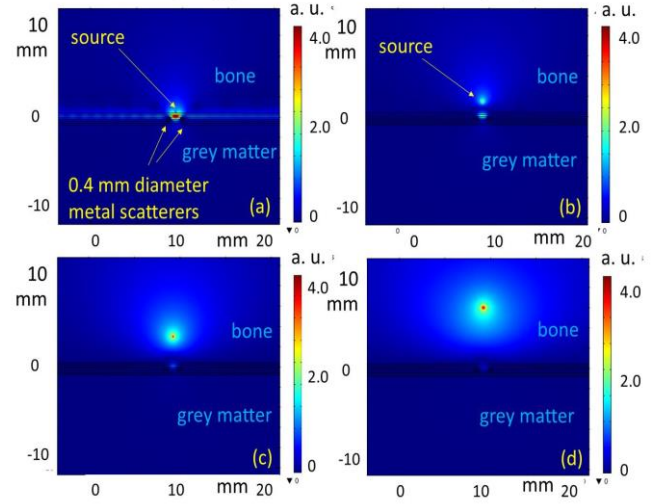 10
mm
0
-10
source
bone
grey matter
0.4 mm diameter
metal scatterers
(a)
0
10
20
mm
a. u.
4.0
2.0
0
10
mm
0
-10
source
bone
grey matter
(b)
0
10
20
mm
a. u.
4.0
2.0
0
10
mm
0
-10
bone
grey matter
(c)
0
10
20
mm
a. u.
4.0
2.0
0
10
mm
0
-10
bone
grey matter
(d)
0
10
20
mm
a. u.
4.0
2.0
0